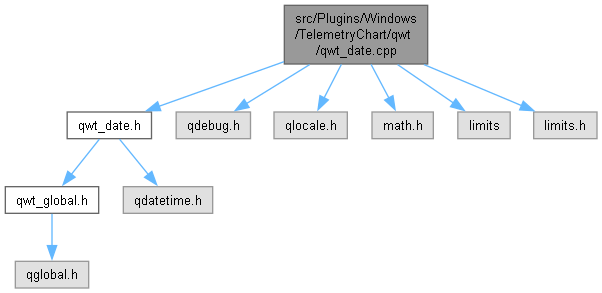 src/Plugins/Windows
/TelemetryChart/qwt
/qwt_date.cpp
qwt_date.h
qdebug.h
qlocale.h
math.h
limits
limits.h
qwt_global.h
qdatetime.h
qglobal.h